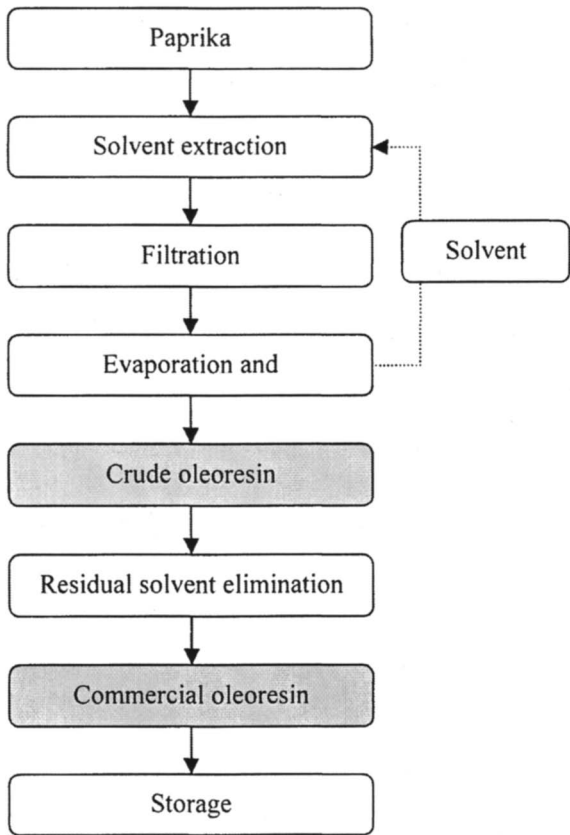 Paprika
Solvent extraction
Filtration
Solvent
Evaporation and
Crude oleoresin
Residual solvent elimination
Commercial oleoresin
Storage